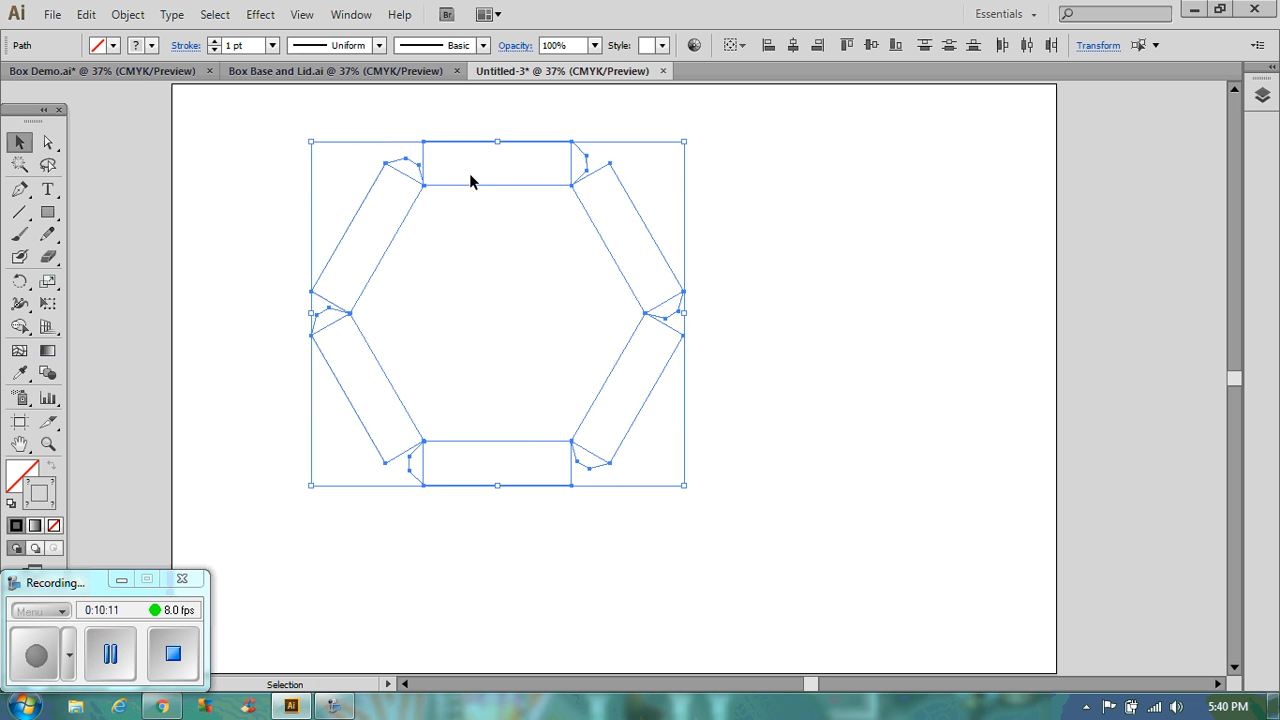 Ai File Edit Object Type Select Effect View Window Help Br Essentials
Path ? Stroke: 1 pt Uniform Basic Opacity: 100% Style: Transform
Box Demo.ai* @ 37% (CMYK/Preview) × Box Base and Lid.ai @ 37% (CMYK/Preview) × Untitled-3* @ 37% (CMYK/Preview) ×
T
? ?
? ?
Recording...
Menu 0:10:11 8.0 fps
Selection
Ai 5:40 PM